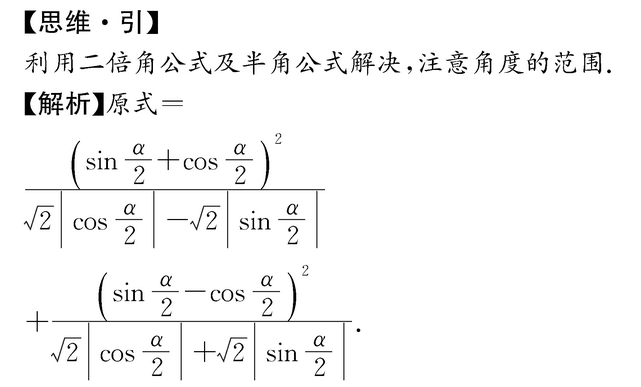 【思维·引】
利用二倍角公式及半角公式解决,注意角度的范围.
【解析】原式=
$\frac{\left(\sin\frac{\alpha}{2}+\cos\frac{\alpha}{2}\right)^2}{\sqrt{2}\left|\cos\frac{\alpha}{2}\right|-\sqrt{2}\left|\sin\frac{\alpha}{2}\right|}$
$+\frac{\left(\sin\frac{\alpha}{2}-\cos\frac{\alpha}{2}\right)^2}{\sqrt{2}\left|\cos\frac{\alpha}{2}\right|+\sqrt{2}\left|\sin\frac{\alpha}{2}\right|}.$